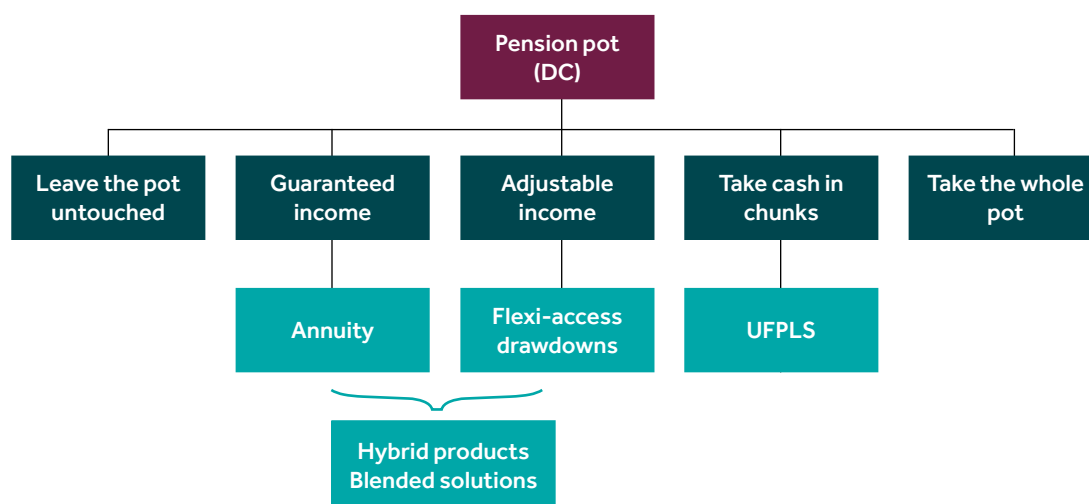 Pension pot
(DC)
Leave the pot
untouched
Guaranteed
income
Adjustable
income
Take cash in
chunks
Take the whole
pot
Annuity
Flexi-access
drawdowns
UFPLS
Hybrid products
Blended solutions